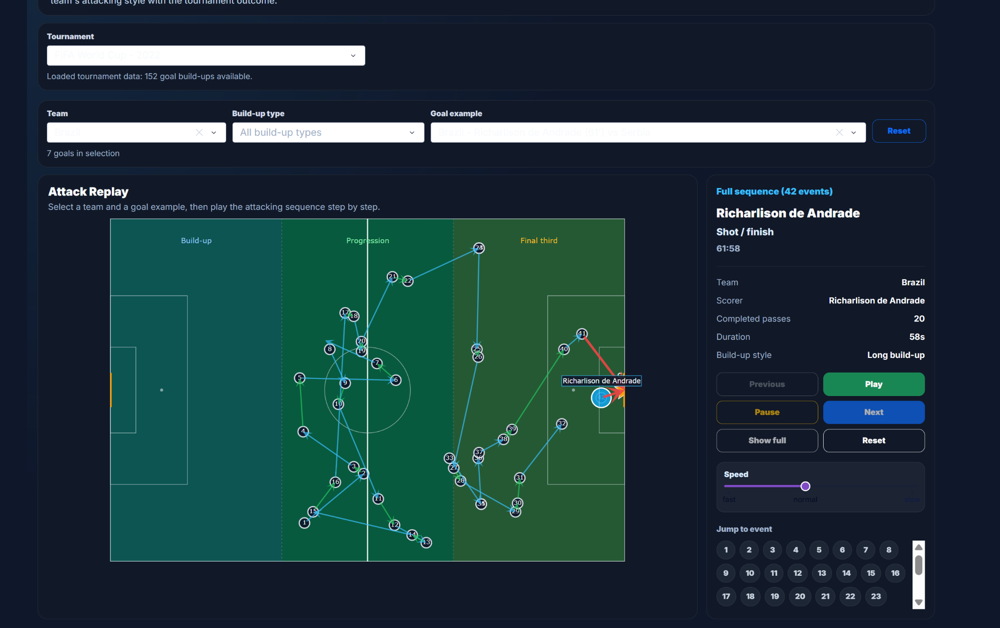 team's attacking style with the tournament outcome.
Tournament
FIFA World Cup - 2022
Loaded tournament data: 152 goal build-ups available.
Team
Build-up type
Goal example
Brazil
All build-up types
Brazil - Richarlison de Andrade (61') vs Serbia
Reset
7 goals in selection
Attack Replay
Select a team and a goal example, then play the attacking sequence step by step.
Build-up
Progression
Final third
21
22
17
18
41
20
8
19
25
40
26
7
5
6
9
Richarlison de Andrade
10
4
32
39
38
37
33
36
3
27
2
31
28
16
11
30
15
29
1
12
14
13
Full sequence (42 events)
Richarlison de Andrade
Shot / finish
61:58
Team Brazil
Scorer Richarlison de Andrade
Completed passes 20
Duration 58s
Build-up style Long build-up
Previous
Play
Pause
Next
Show full
Reset
Speed
fast normal slow
Jump to event
1 2 3 4 5 6 7 8
9 10 11 12 13 14 15 16
17 18 19 20 21 22 23